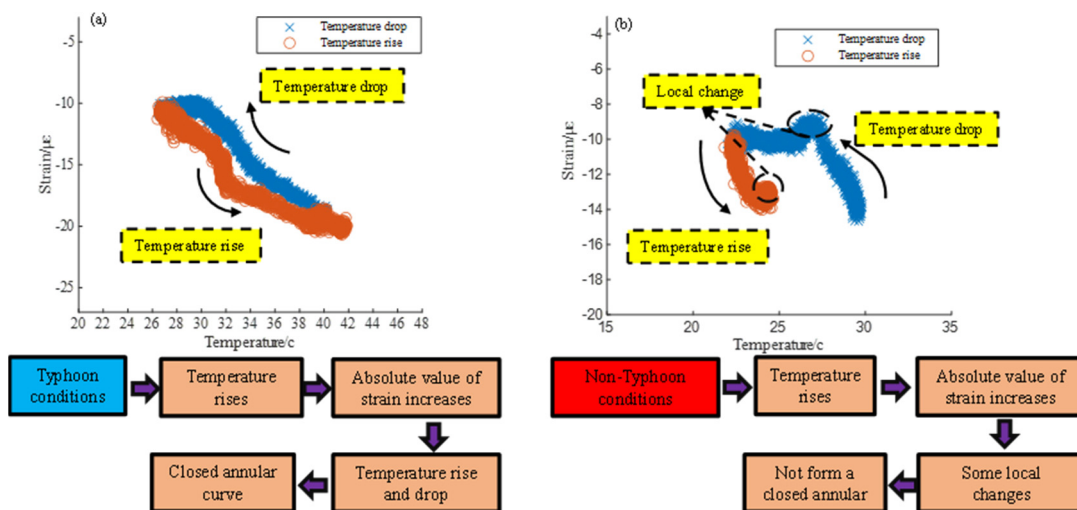 (a)
Temperature drop
Temperature rise
Temperature drop
Temperature rise
Strain/με
-5
-10
-15
-20
-25
20 22 24 26 28 30 32 34 36 38 40 42 44 46 48
Temperature/c
(b)
Temperature drop
Temperature rise
Local change
Temperature drop
Temperature rise
Strain/με
-4
-6
-8
-10
-12
-14
-16
-18
-20
15 20 25 30 35
Temperature/c
Typhoon
conditions
Temperature
rises
Absolute value of
strain increases
Temperature rise
and drop
Closed annular
curve
Non-Typhoon
conditions
Temperature
rises
Absolute value of
strain increases
Some local
changes
Not form a
closed annular